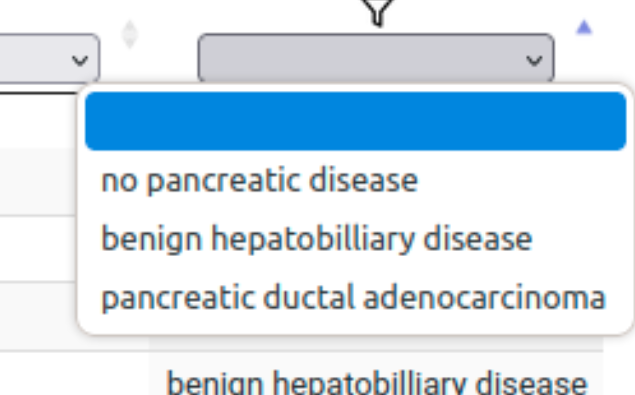 no pancreatic disease
benign hepatobilliary disease
pancreatic ductal adenocarcinoma
benign hepatobilliary disease